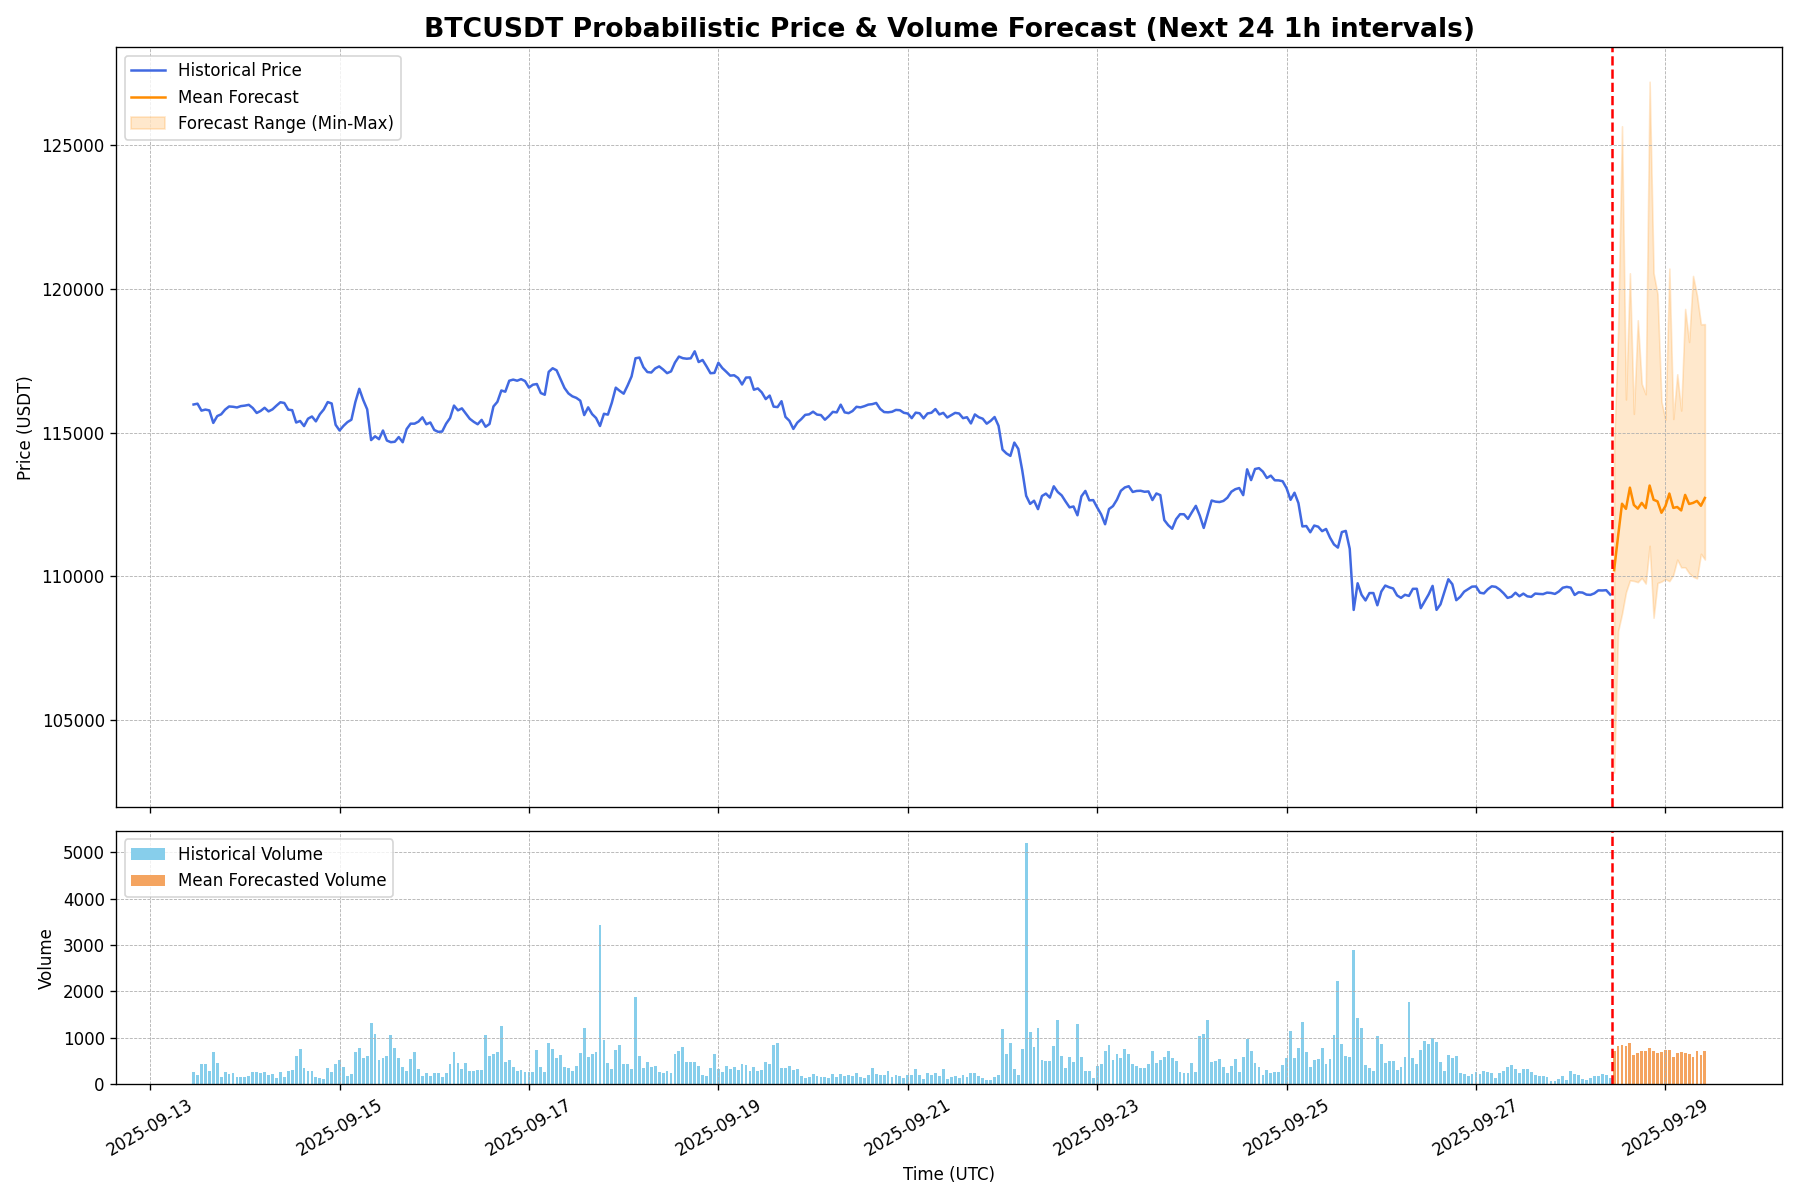 BTCUSDT Probabilistic Price & Volume Forecast (Next 24 1h intervals)
Historical Price
Mean Forecast
Forecast Range (Min-Max)
125000
120000
115000
110000
105000
Price (USDT)
Historical Volume
Mean Forecasted Volume
5000
4000
3000
2000
1000
0
Volume
2025-09-13
2025-09-15
2025-09-17
2025-09-19
2025-09-21
2025-09-23
2025-09-25
2025-09-27
2025-09-29
Time (UTC)